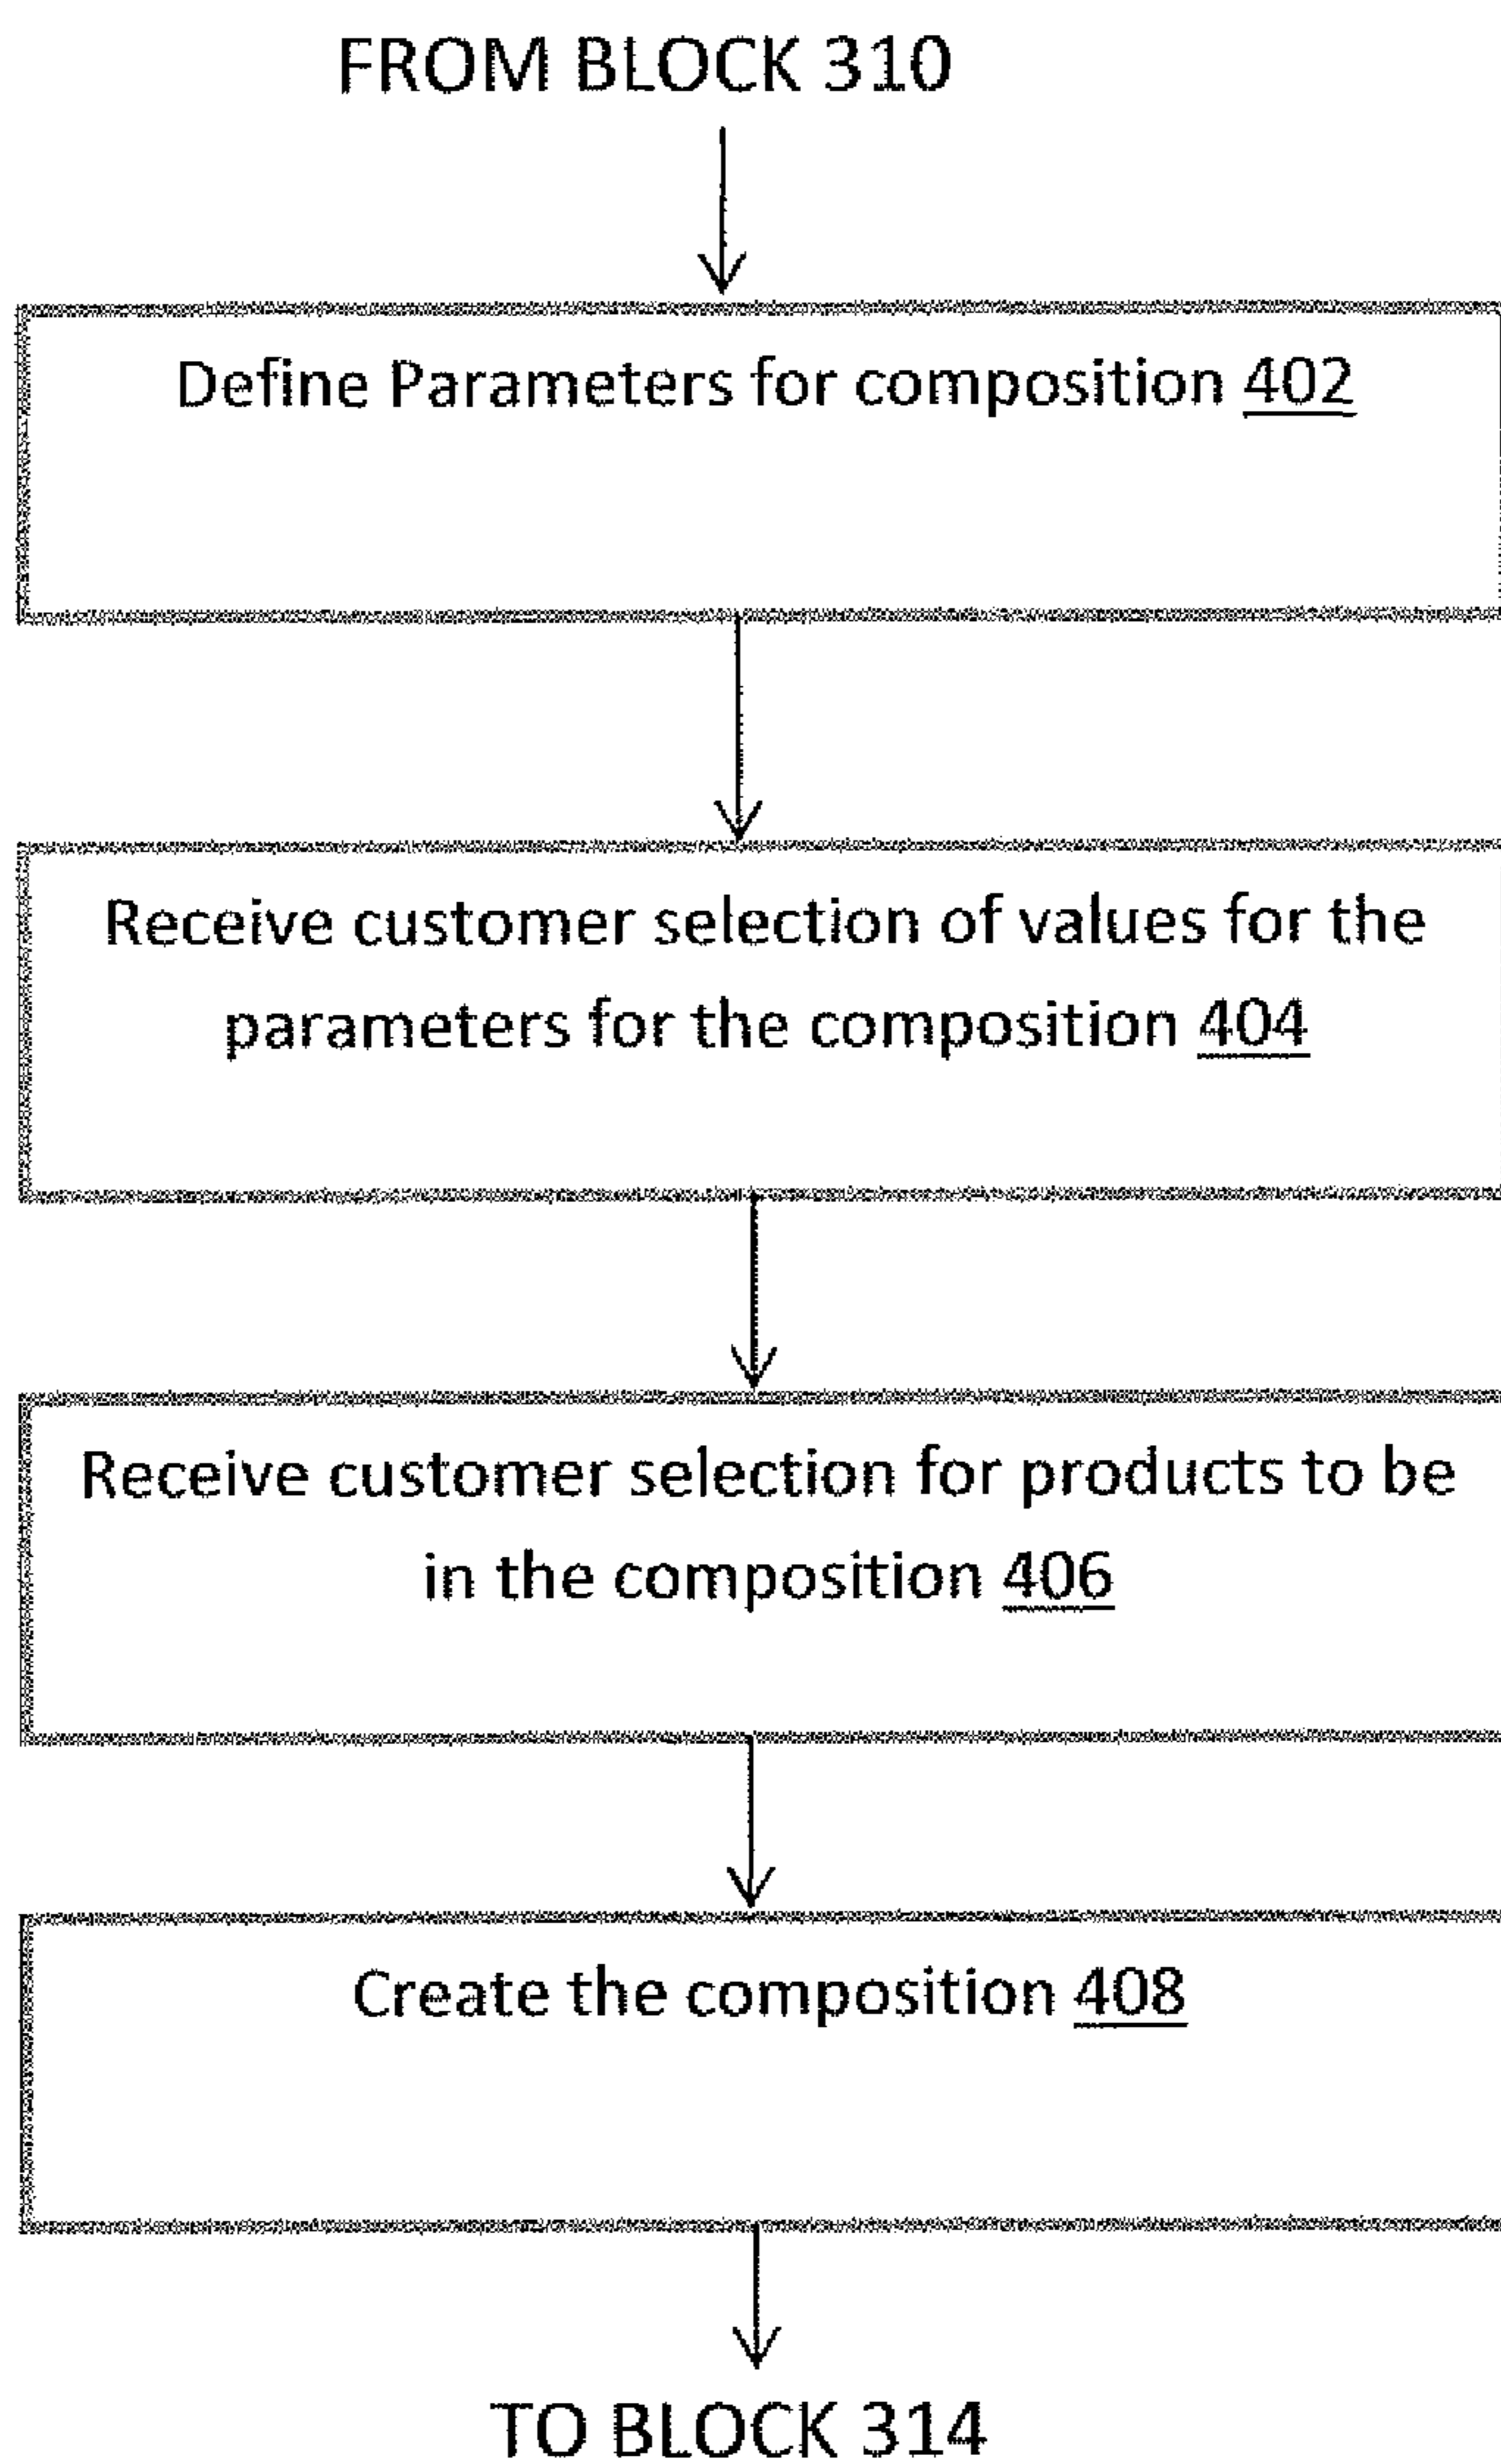 FROM BLOCK 310
Define Parameters for composition 402
Receive customer selection of values for the
parameters for the composition 404
Receive customer selection for products to be
in the composition 406
Create the composition 408
TO BLOCK 314